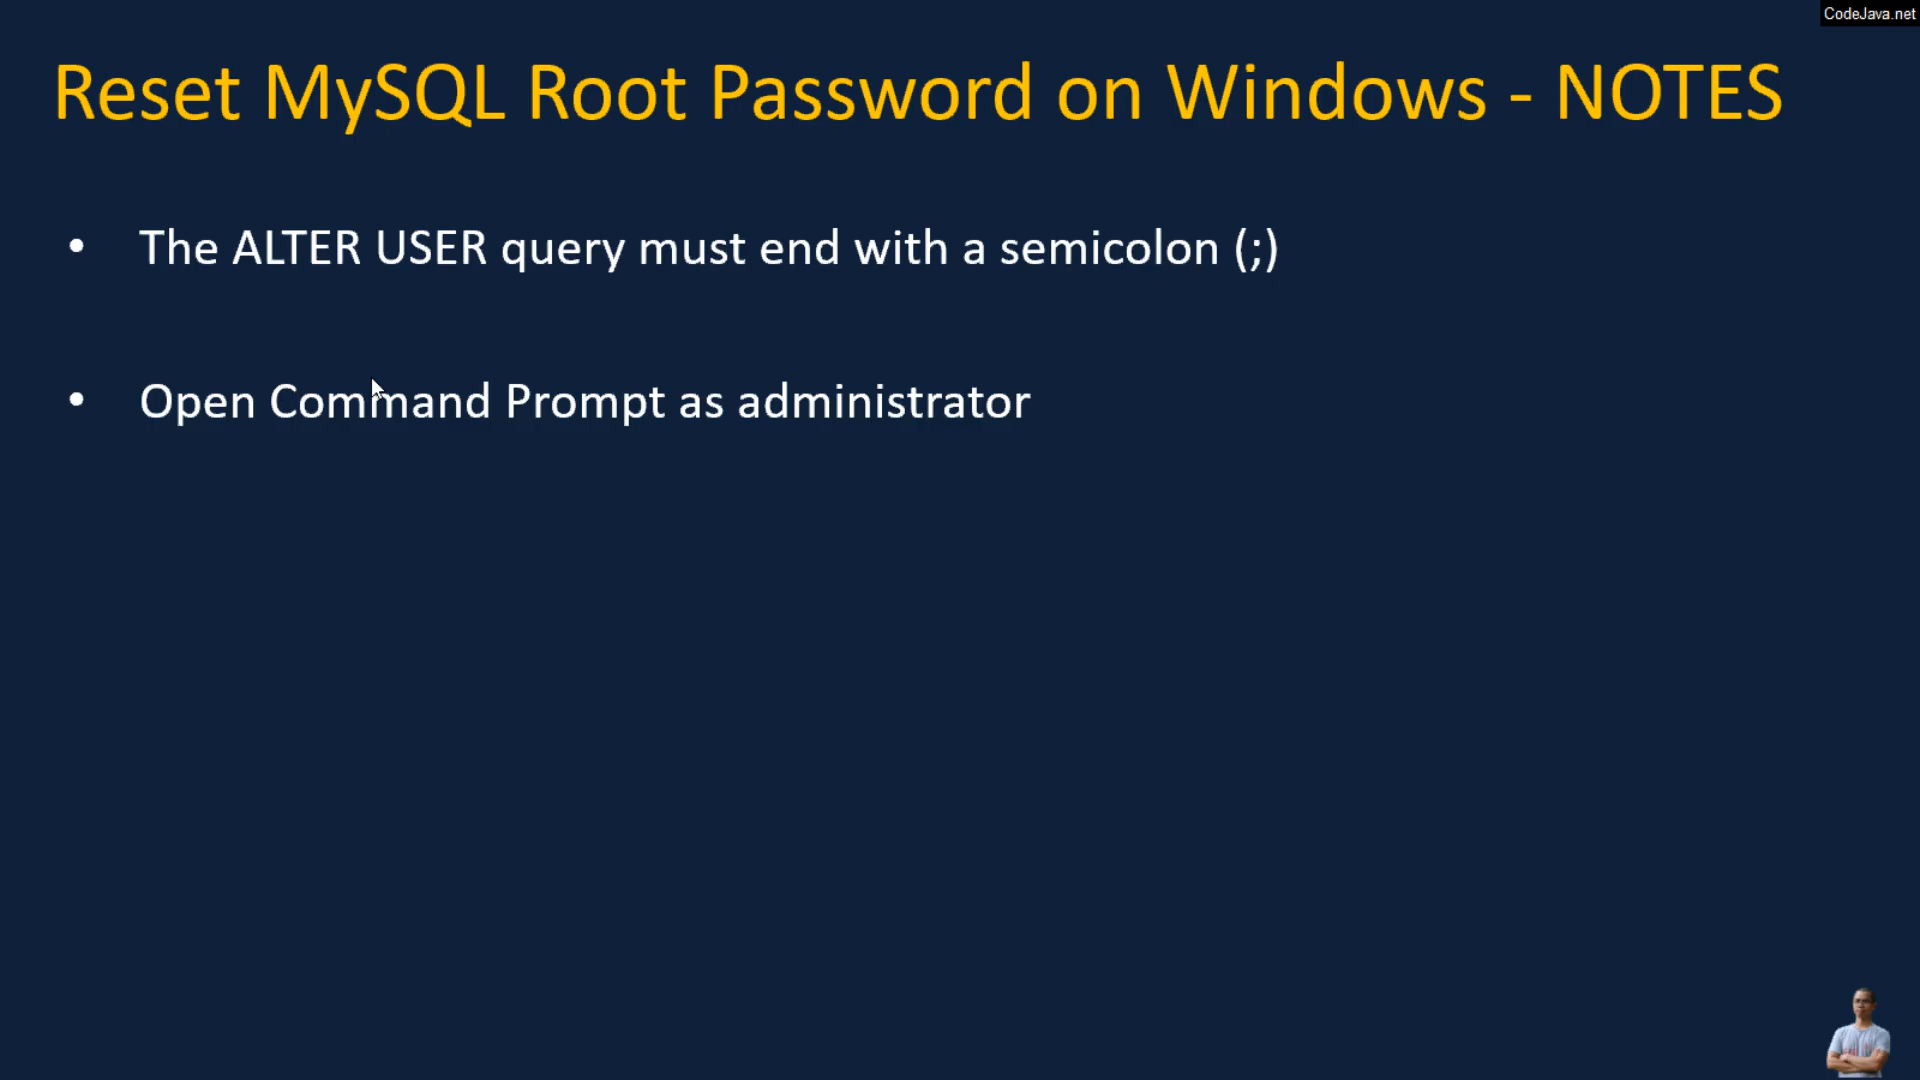 CodeJava.net
Reset MySQL Root Password on Windows - NOTES
• The ALTER USER query must end with a semicolon (;)
• Open Command Prompt as administrator